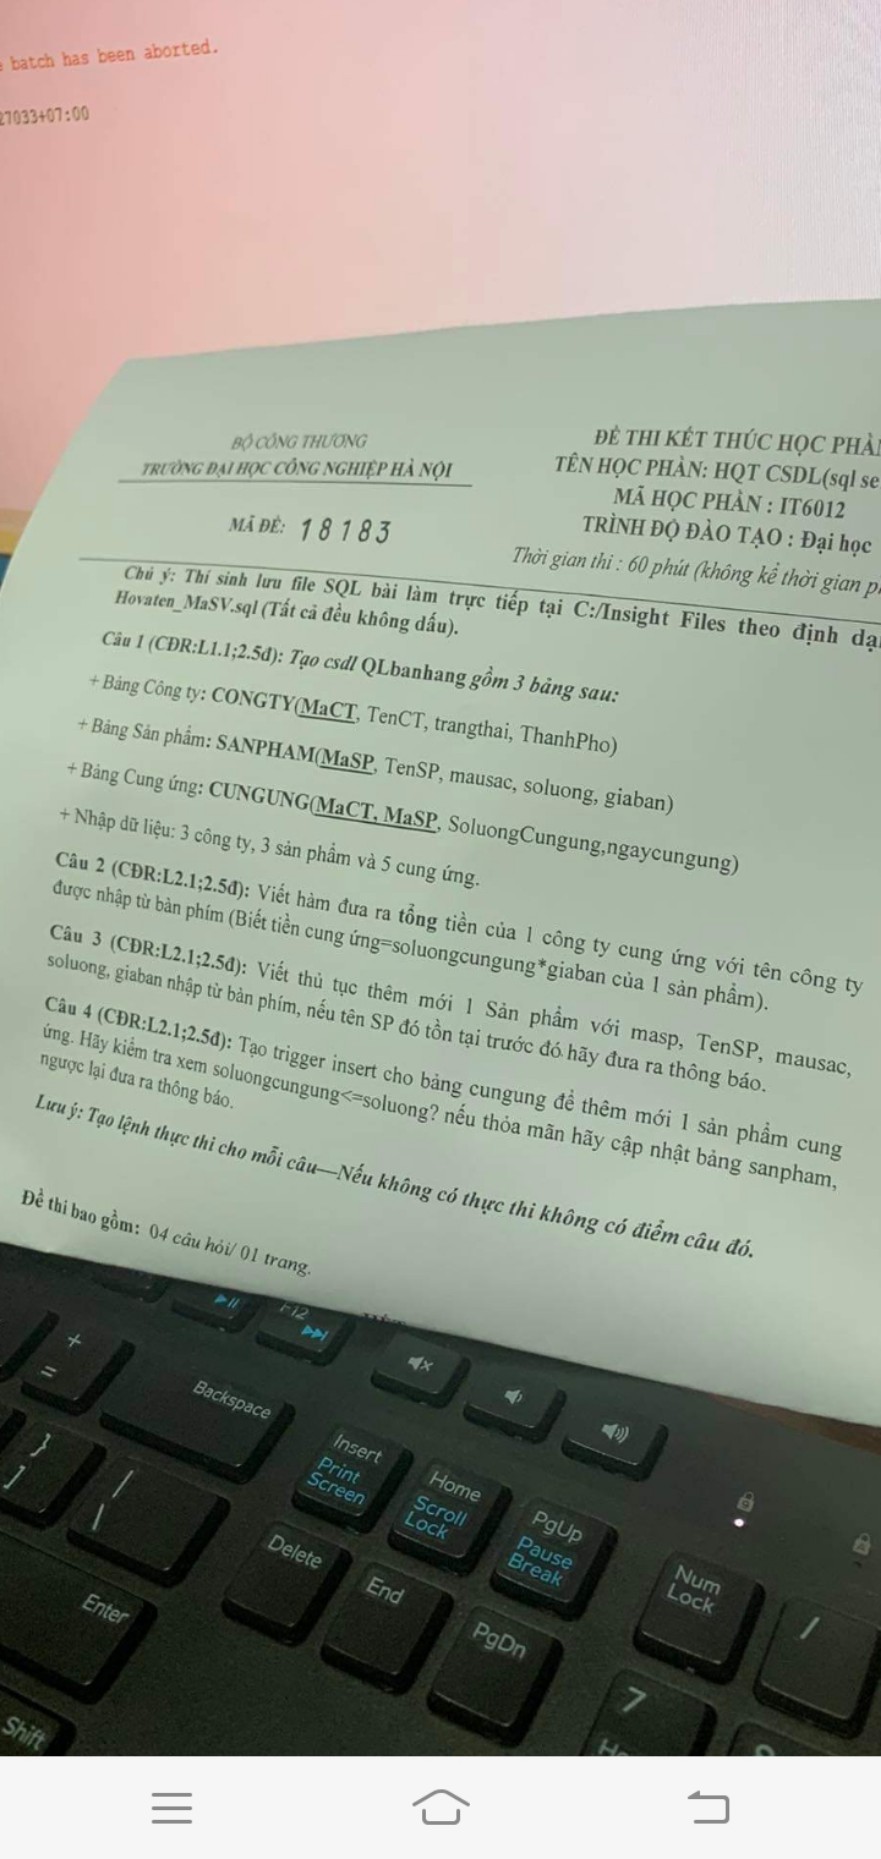 batch has been aborted.
27033+07:00
BỘ CÔNG THƯƠNG
TRƯỜNG ĐẠI HỌC CÔNG NGHIỆP HÀ NỘI
MÃ ĐỀ: 18183
ĐỀ THI KẾT THÚC HỌC PHẦN
TÊN HỌC PHẦN: HQT CSDL(sql se
MÃ HỌC PHẦN : IT6012
TRÌNH ĐỘ ĐÀO TẠO : Đại học
Thời gian thi : 60 phút (không kể thời gian p
Chú ý: Thí sinh lưu file SQL bài làm trực tiếp tại C:/Insight Files theo định dạ
Hovaten_MaSV.sql (Tất cả đều không dấu).
Câu 1 (CĐR:L1.1;2.5đ): Tạo csdl QLbanhang gồm 3 bảng sau:
+ Bảng Công ty: CONGTY(MaCT, TenCT, trangthai, ThanhPho)
+ Bảng Sản phẩm: SANPHAM(MaSP, TenSP, mausac, soluong, giaban)
+ Bảng Cung ứng: CUNGUNG(MaCT, MaSP, SoluongCungung,ngaycungung)
+ Nhập dữ liệu: 3 công ty, 3 sản phẩm và 5 cung ứng.
Câu 2 (CĐR:L2.1;2.5đ): Viết hàm đưa ra tổng tiền của 1 công ty cung ứng với tên công ty
được nhập từ bàn phím (Biết tiền cung ứng=soluongcungung*giaban của 1 sản phẩm).
Câu 3 (CĐR:L2.1;2.5đ): Viết thủ tục thêm mới 1 Sản phẩm với masp, TenSP, mausac,
soluong, giaban nhập từ bàn phím, nếu tên SP đó tồn tại trước đó hãy đưa ra thông báo.
Câu 4 (CĐR:L2.1;2.5đ): Tạo trigger insert cho bảng cungung để thêm mới 1 sản phẩm cung
ứng. Hãy kiểm tra xem soluongcungung<=soluong? nếu thỏa mãn hãy cập nhật bảng sanpham,
ngược lại đưa ra thông báo.
Lưu ý: Tạo lệnh thực thi cho mỗi câu—Nếu không có thực thi không có điểm câu đó.
Đề thi bao gồm: 04 câu hỏi/ 01 trang.
F12
+
=
Backspace
}
]
|
\
Insert
Print
Screen
Home
Scroll
Lock
PgUp
Pause
Break
Delete
End
PgDn
Num
Lock
/
Enter
7
Shift